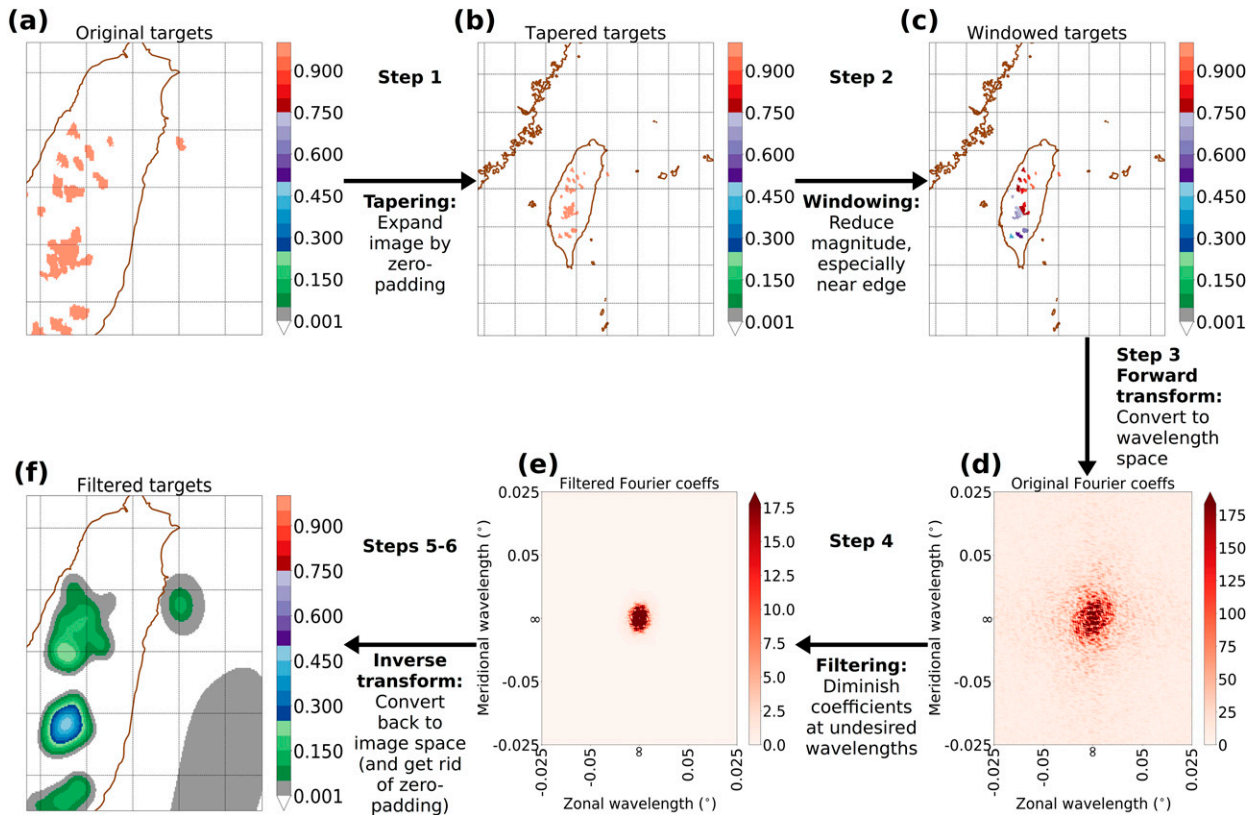 (a)
Original targets
0.900
0.750
0.600
0.450
0.300
0.150
0.001
Step 1
Tapering:
Expand
image by
zero-
padding
(b)
Tapered targets
0.900
0.750
0.600
0.450
0.300
0.150
0.001
Step 2
Windowing:
Reduce
magnitude,
especially
near edge
(c)
Windowed targets
0.900
0.750
0.600
0.450
0.300
0.150
0.001
Step 3
Forward
transform:
Convert to
wavelength
space
(d)
Original Fourier coeffs
Meridional wavelength (°)
0.025
0.05
∞
-0.05
-0.025
-0.025
-0.05
∞
0.05
0.025
Zonal wavelength (°)
175
150
125
100
75
50
25
0
Step 4
Filtering:
Diminish
coefficients
at undesired
wavelengths
(e)
Filtered Fourier coeffs
Meridional wavelength (°)
0.025
0.05
∞
-0.05
-0.025
-0.025
-0.05
∞
0.05
0.025
Zonal wavelength (°)
17.5
15.0
12.5
10.0
7.5
5.0
2.5
0.0
Steps 5-6
Inverse
transform:
Convert
back to
image space
(and get rid
of zero-
padding)
(f)
Filtered targets
0.900
0.750
0.600
0.450
0.300
0.150
0.001